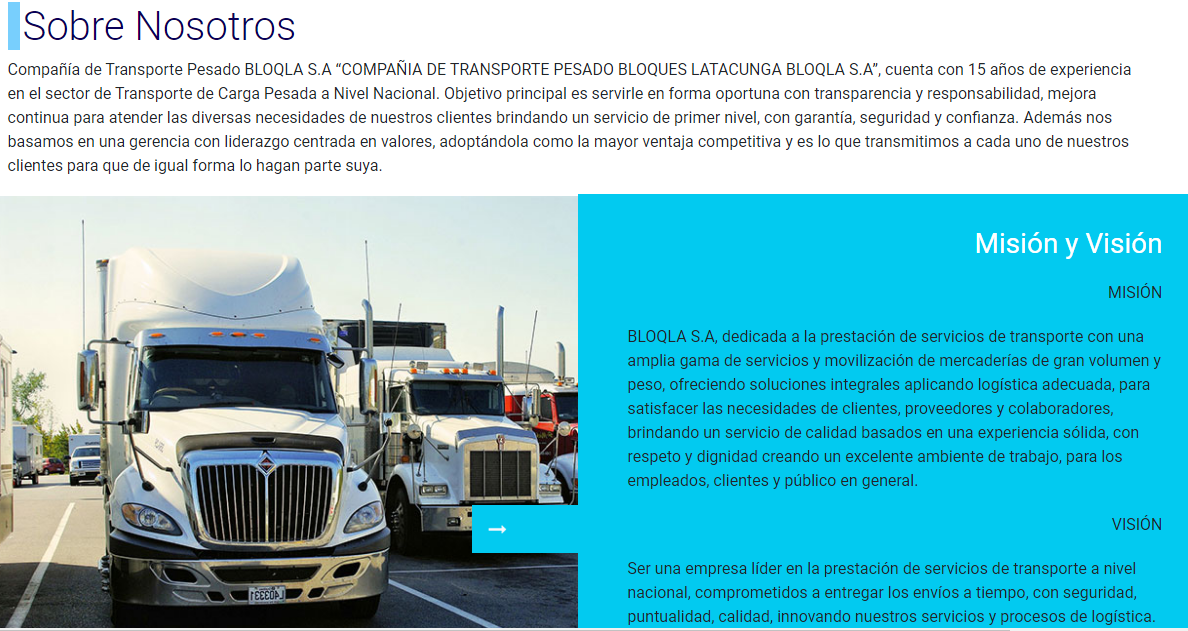 Sobre Nosotros
Compañía de Transporte Pesado BLOQLA S.A “COMPAÑIA DE TRANSPORTE PESADO BLOQUES LATACUNGA BLOQLA S.A”, cuenta con 15 años de experiencia
en el sector de Transporte de Carga Pesada a Nivel Nacional. Objetivo principal es servirle en forma oportuna con transparencia y responsabilidad, mejora
continua para atender las diversas necesidades de nuestros clientes brindando un servicio de primer nivel, con garantía, seguridad y confianza. Además nos
basamos en una gerencia con liderazgo centrada en valores, adoptándola como la mayor ventaja competitiva y es lo que transmitimos a cada uno de nuestros
clientes para que de igual forma lo hagan parte suya.
Misión y Visión
MISIÓN
BLOQLA S.A, dedicada a la prestación de servicios de transporte con una
amplia gama de servicios y movilización de mercaderías de gran volumen y
peso, ofreciendo soluciones integrales aplicando logística adecuada, para
satisfacer las necesidades de clientes, proveedores y colaboradores,
brindando un servicio de calidad basados en una experiencia sólida, con
respeto y dignidad creando un excelente ambiente de trabajo, para los
empleados, clientes y público en general.
VISIÓN
Ser una empresa líder en la prestación de servicios de transporte a nivel
nacional, comprometidos a entregar los envíos a tiempo, con seguridad,
puntualidad, calidad, innovando nuestros servicios y procesos de logística.